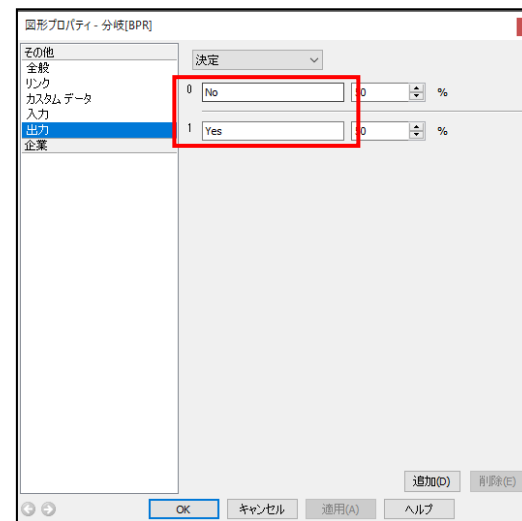 図形プロパティ - 分岐[BPR]
その他
全般
リンク
カスタム データ
入力
出力
企業
決定
0 No 50 %
1 Yes 50 %
追加(D) 削除(E)
OK キャンセル 適用(A) ヘルプ